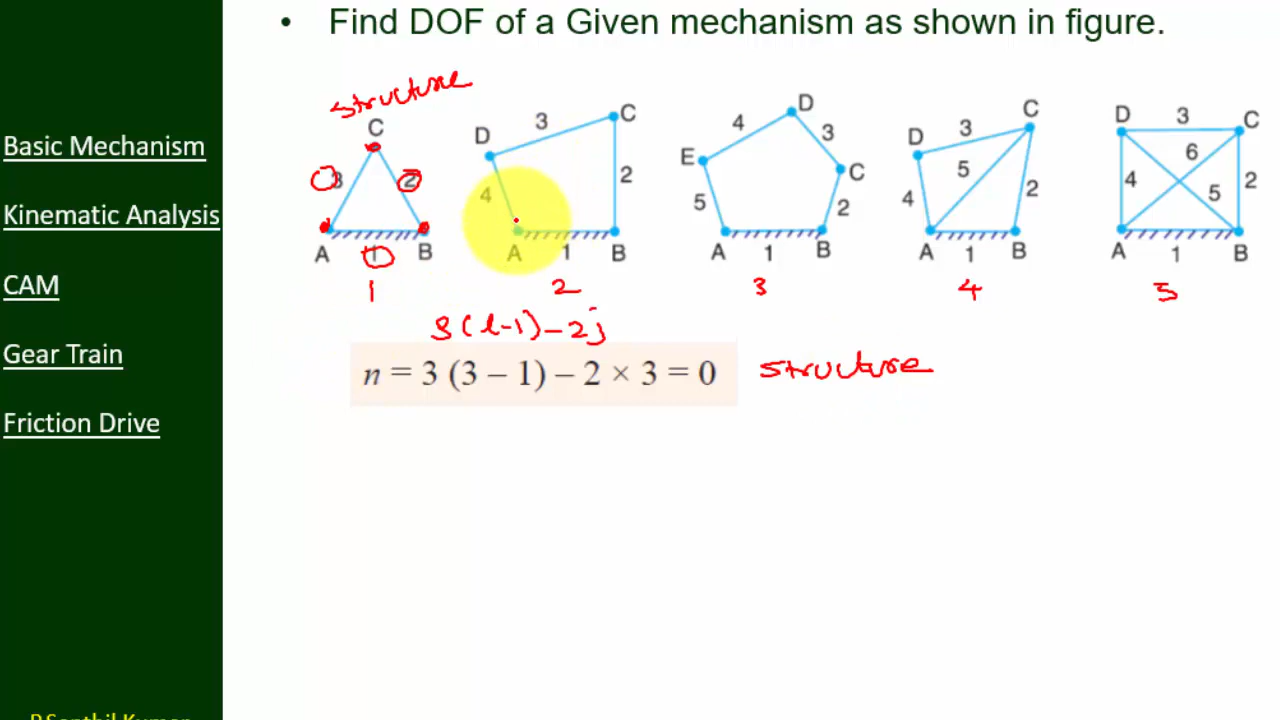 • Find DOF of a Given mechanism as shown in figure.
Basic Mechanism
Kinematic Analysis
CAM
Gear Train
Friction Drive
structure
C
3 2
A 1 B
1
D 3 C
4 2
A 1 B
2
D
4 3
E C
5 2
A 1 B
3
C
D 3
5
4 2
A 1 B
4
D 3 C
6
4 5 2
A 1 B
5
3(l-1)-2j
n = 3 (3 – 1) – 2 × 3 = 0 structure